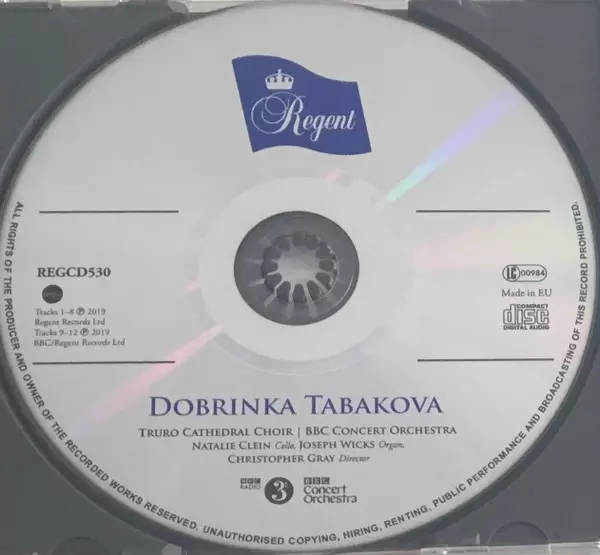 Regent
REGCD530
Tracks 1–8 ℗ 2019
Regent Records Ltd
Tracks 9–12 ℗ 2019
BBC/Regent Records Ltd
LC 00984
Made in EU
COMPACT
disc
DIGITAL AUDIO
DOBRINKA TABAKOVA
TRURO CATHEDRAL CHOIR | BBC CONCERT ORCHESTRA
NATALIE CLEIN Cello, JOSEPH WICKS Organ,
CHRISTOPHER GRAY Director
BBC RADIO 3
BBC
Concert
Orchestra
ALL RIGHTS OF THE PRODUCER AND OWNER OF THE RECORDED WORKS RESERVED. UNAUTHORISED COPYING, HIRING, RENTING, PUBLIC PERFORMANCE AND BROADCASTING OF THIS RECORD PROHIBITED.